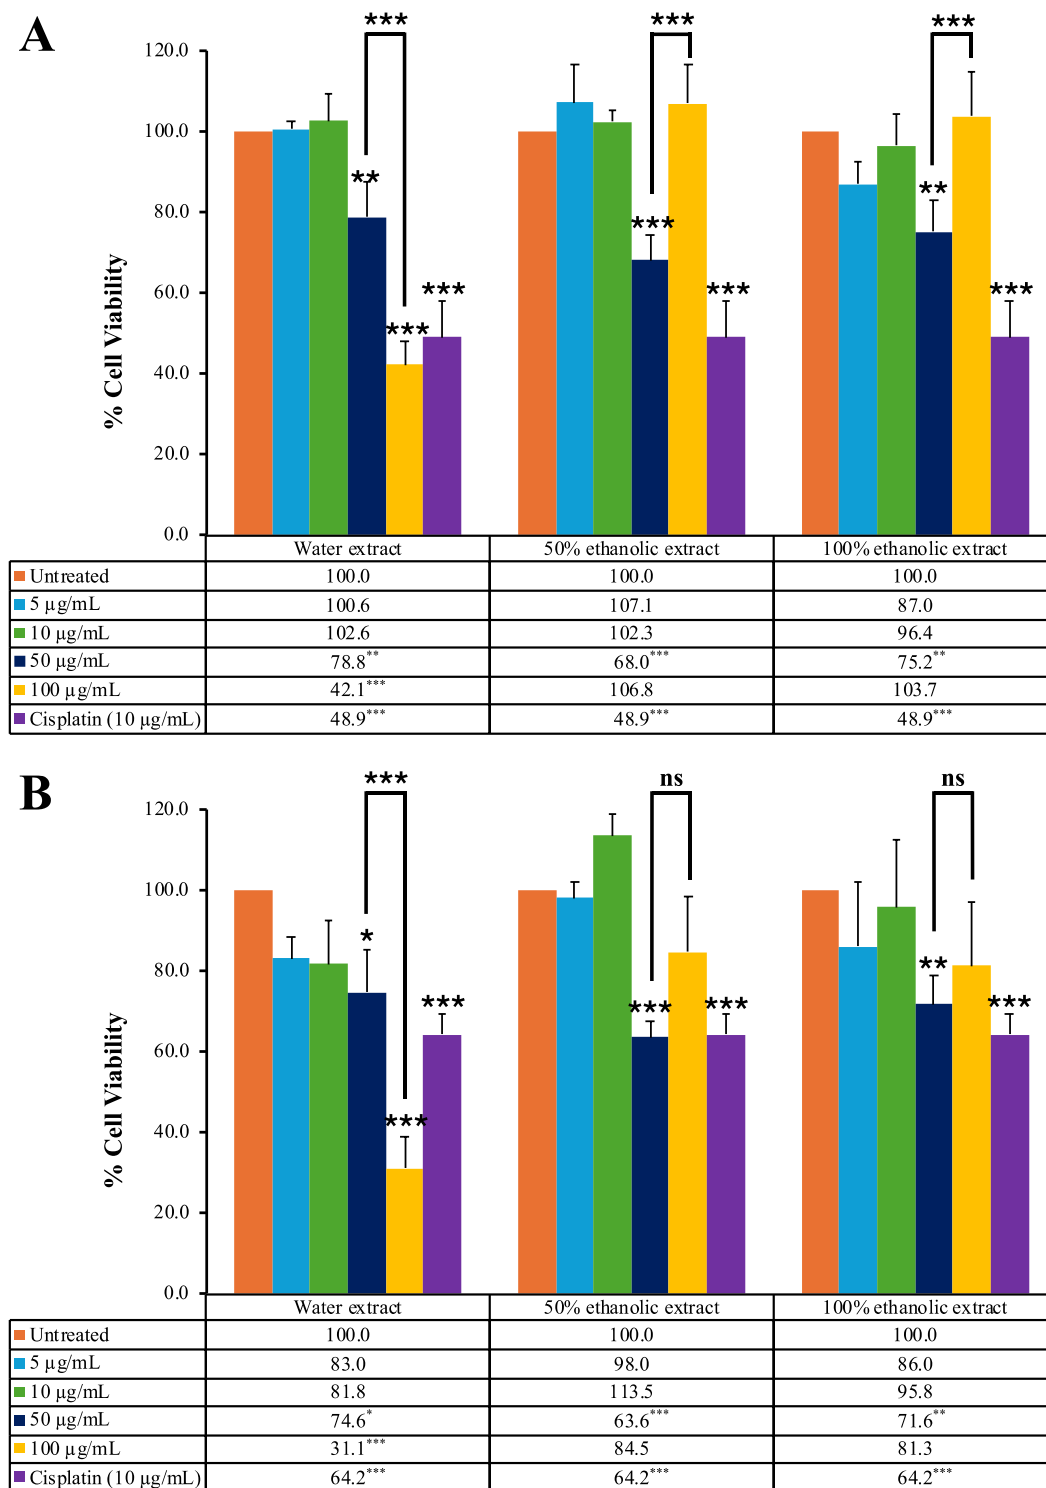 A
***
***
***
120.0
100.0
80.0
60.0
40.0
20.0
0.0
% Cell Viability
**
***
***
***
***
**
***
Water extract 50% ethanolic extract 100% ethanolic extract
Untreated 100.0 100.0 100.0
5 µg/mL 100.6 107.1 87.0
10 µg/mL 102.6 102.3 96.4
50 µg/mL 78.8** 68.0*** 75.2**
100 µg/mL 42.1*** 106.8 103.7
Cisplatin (10 µg/mL) 48.9*** 48.9*** 48.9***
B
***
ns
ns
120.0
100.0
80.0
60.0
40.0
20.0
0.0
% Cell Viability
*
***
***
***
***
**
***
Water extract 50% ethanolic extract 100% ethanolic extract
Untreated 100.0 100.0 100.0
5 µg/mL 83.0 98.0 86.0
10 µg/mL 81.8 113.5 95.8
50 µg/mL 74.6* 63.6*** 71.6**
100 µg/mL 31.1*** 84.5 81.3
Cisplatin (10 µg/mL) 64.2*** 64.2*** 64.2***